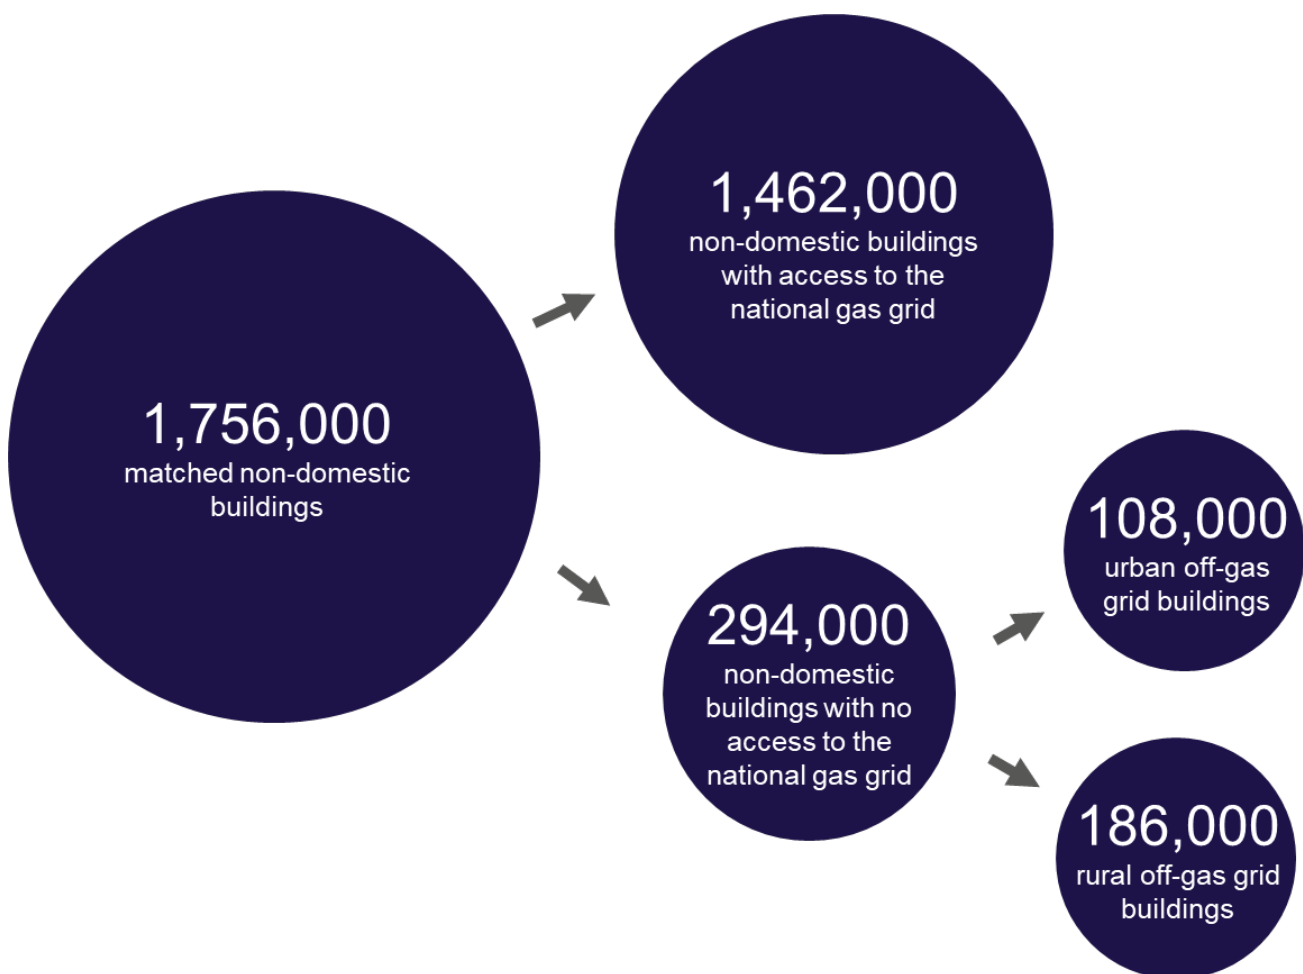 1,756,000
matched non-domestic
buildings
1,462,000
non-domestic buildings
with access to the
national gas grid
294,000
non-domestic
buildings with no
access to the
national gas grid
108,000
urban off-gas
grid buildings
186,000
rural off-gas grid
buildings